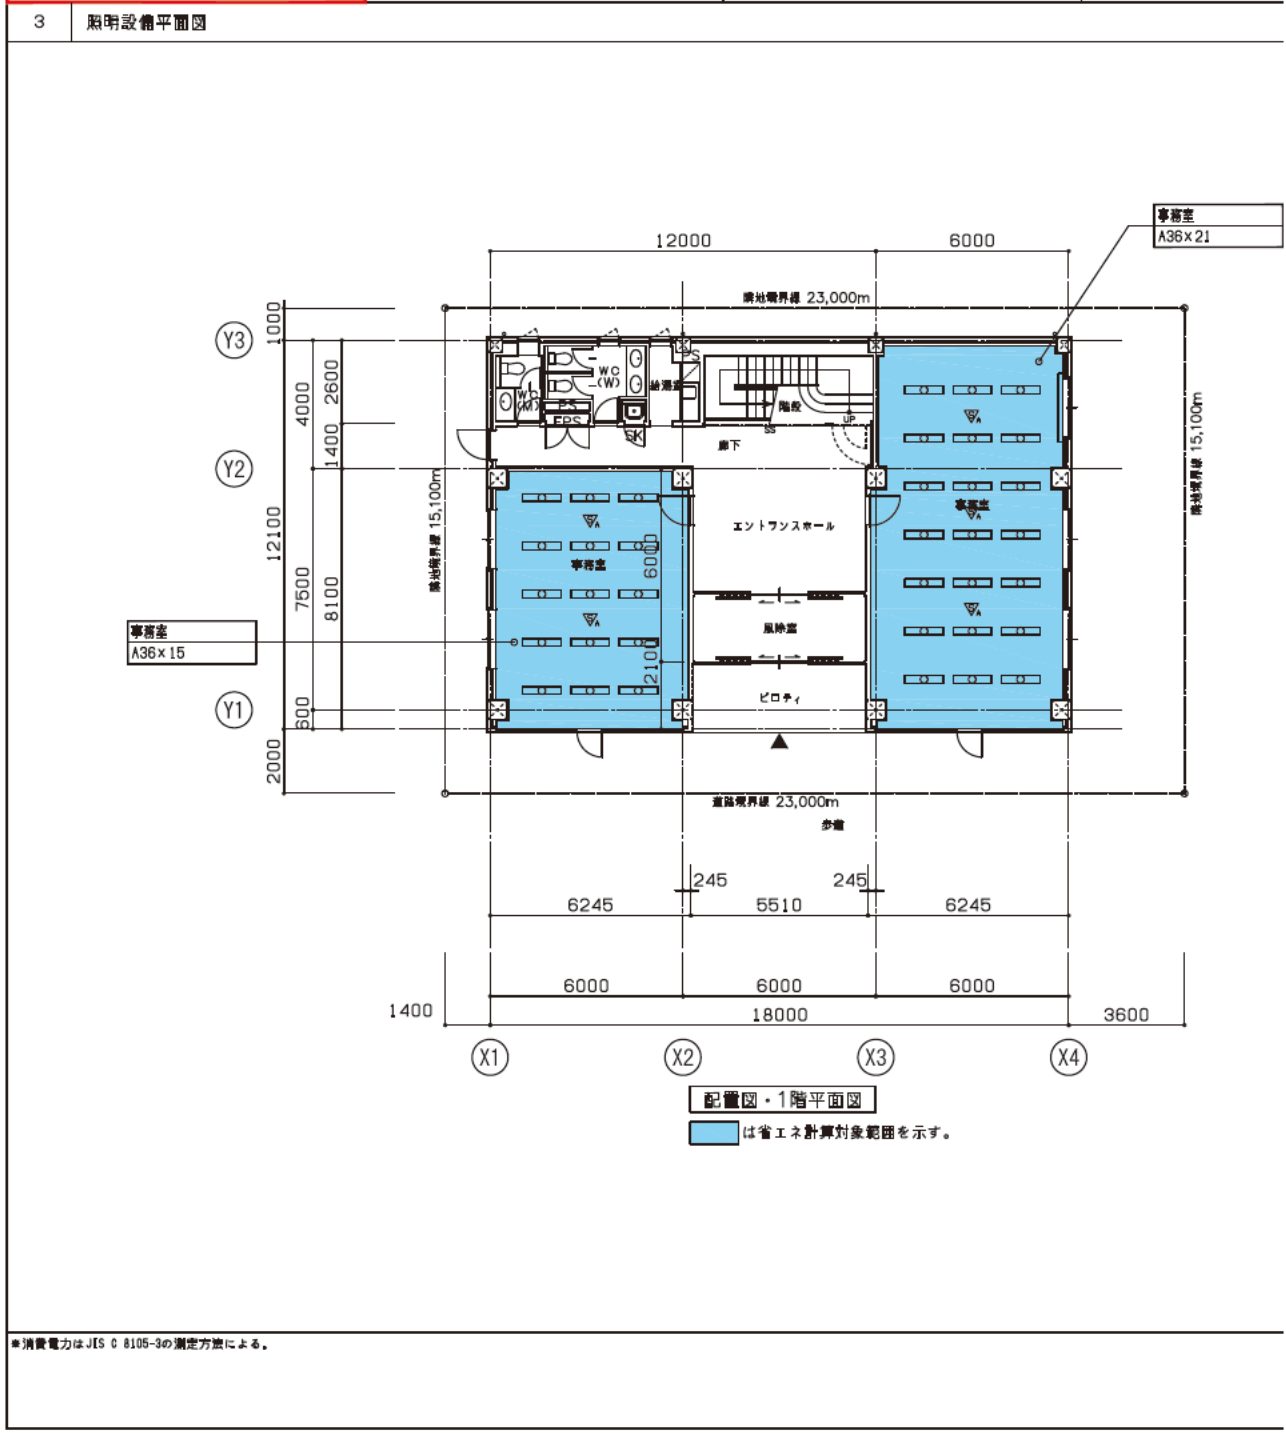 3 照明設備平面図
事務室
A36×21
12000 6000
隣地境界線 23,000m
Y3
1000
4000
2600
1400
WC
(M)
WC
(W)
PS
EPS
SK
給湯室
PS
階段
UP
SS
廊下
Y2
隣地境界線 15,100m
隣地境界線 15,100m
12100
7500
8100
6000
2100
事務室
S
A
S
A
エントランスホール
風除室
ピロティ
事務室
S
A
S
A
S
A
事務室
A36×15
Y1
600
2000
道路境界線 23,000m
歩道
245 245
6245 5510 6245
6000 6000 6000
1400 18000 3600
X1 X2 X3 X4
配置図・1階平面図
は省エネ計算対象範囲を示す。
※消費電力はJIS C 8105-3の測定方法による。